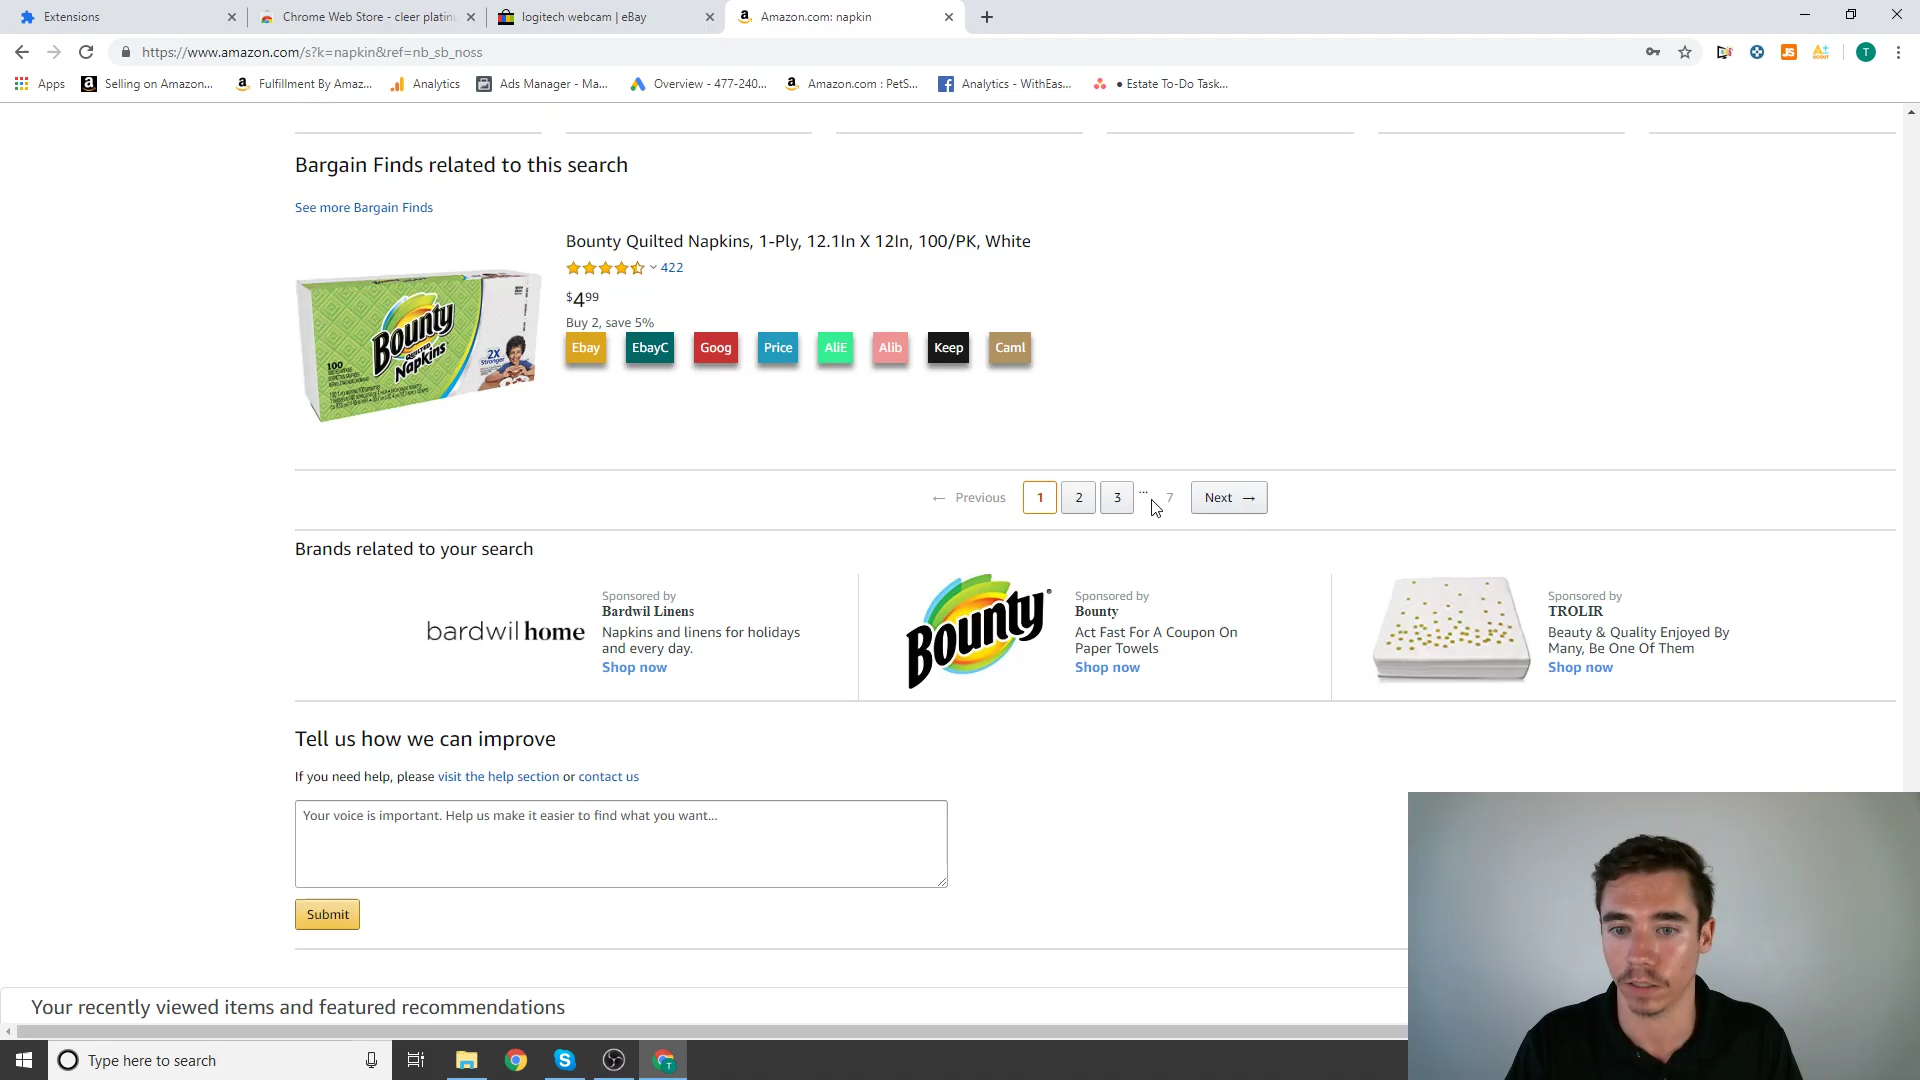 Extensions
Chrome Web Store - cleer platinu
logitech webcam | eBay
Amazon.com: napkin
https://www.amazon.com/s?k=napkin&ref=nb_sb_noss
JS
T
Apps
Selling on Amazon...
Fulfillment By Amaz...
Analytics
Ads Manager - Ma...
Overview - 477-240...
Amazon.com : PetS...
Analytics - WithEas...
• Estate To-Do Task...
Bargain Finds related to this search
See more Bargain Finds
Bounty Quilted Napkins, 1-Ply, 12.1In X 12In, 100/PK, White
422
$4 99
Buy 2, save 5%
Ebay
EbayC
Goog
Price
AliE
Alib
Keep
Caml
Bounty
QUILTED
Napkins
100
2X
Stronger
← Previous
1
2
3
...
7
Next →
Brands related to your search
bardwil home
Sponsored by
Bardwil Linens
Napkins and linens for holidays
and every day.
Shop now
Bounty
Sponsored by
Bounty
Act Fast For A Coupon On
Paper Towels
Shop now
Sponsored by
TROLIR
Beauty & Quality Enjoyed By
Many, Be One Of Them
Shop now
Tell us how we can improve
If you need help, please visit the help section or contact us
Your voice is important. Help us make it easier to find what you want...
Submit
Your recently viewed items and featured recommendations
Type here to search